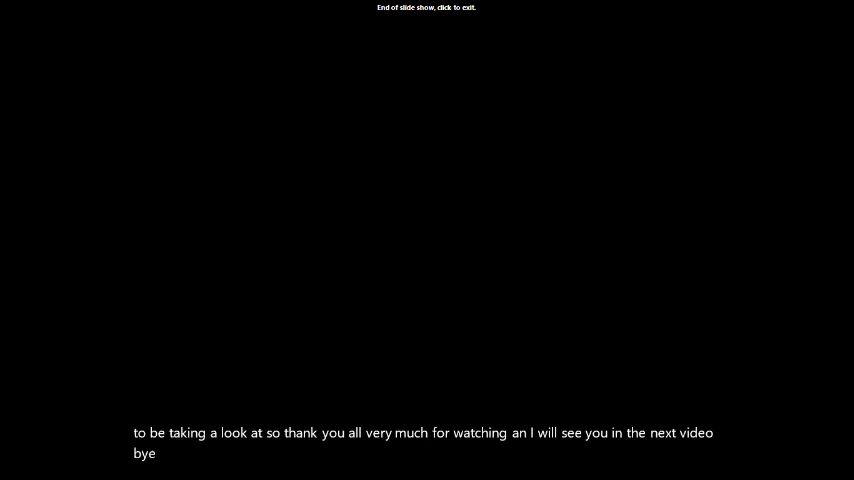 End of slide show, click to exit.
to be taking a look at so thank you all very much for watching an I will see you in the next video
bye